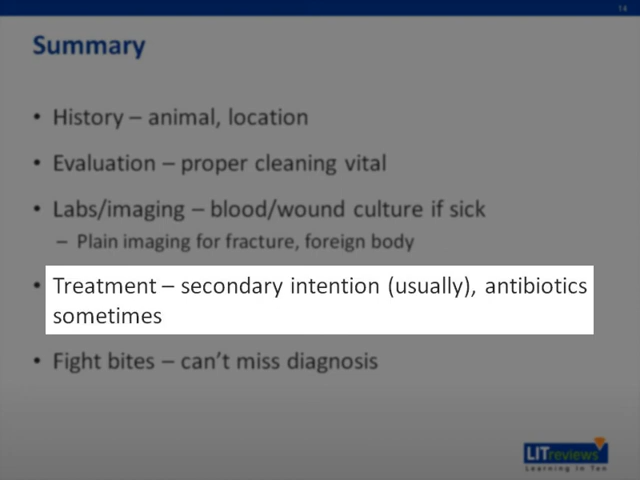 14
Summary
• History – animal, location
• Evaluation – proper cleaning vital
• Labs/imaging – blood/wound culture if sick
– Plain imaging for fracture, foreign body
• Treatment – secondary intention (usually), antibiotics
sometimes
• Fight bites – can't miss diagnosis
LITreviews
Learning In Ten